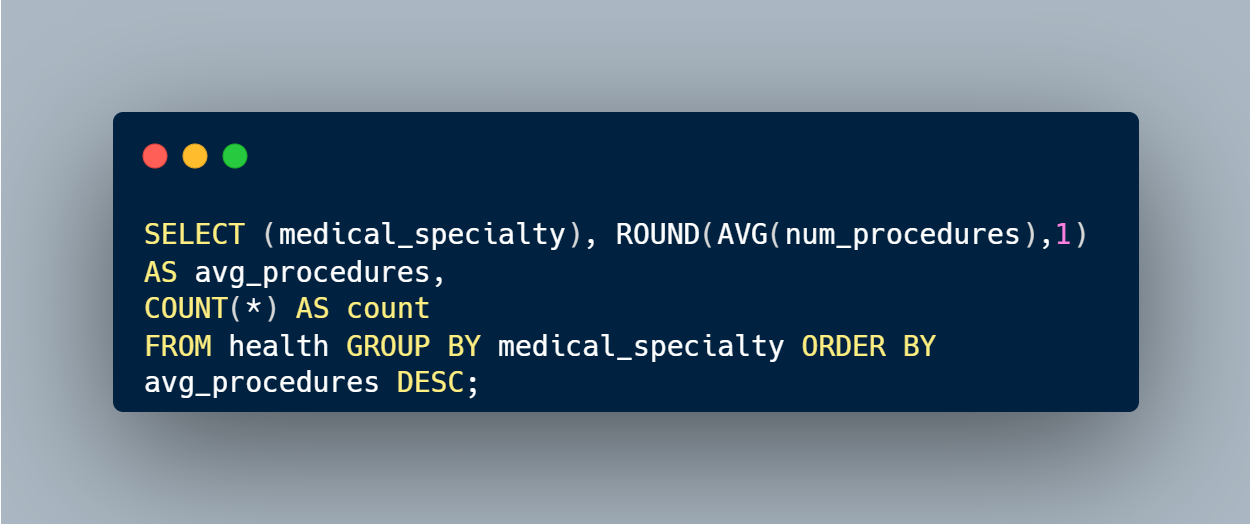 SELECT (medical_specialty), ROUND(AVG(num_procedures),1)
AS avg_procedures,
COUNT(*) AS count
FROM health GROUP BY medical_specialty ORDER BY
avg_procedures DESC;